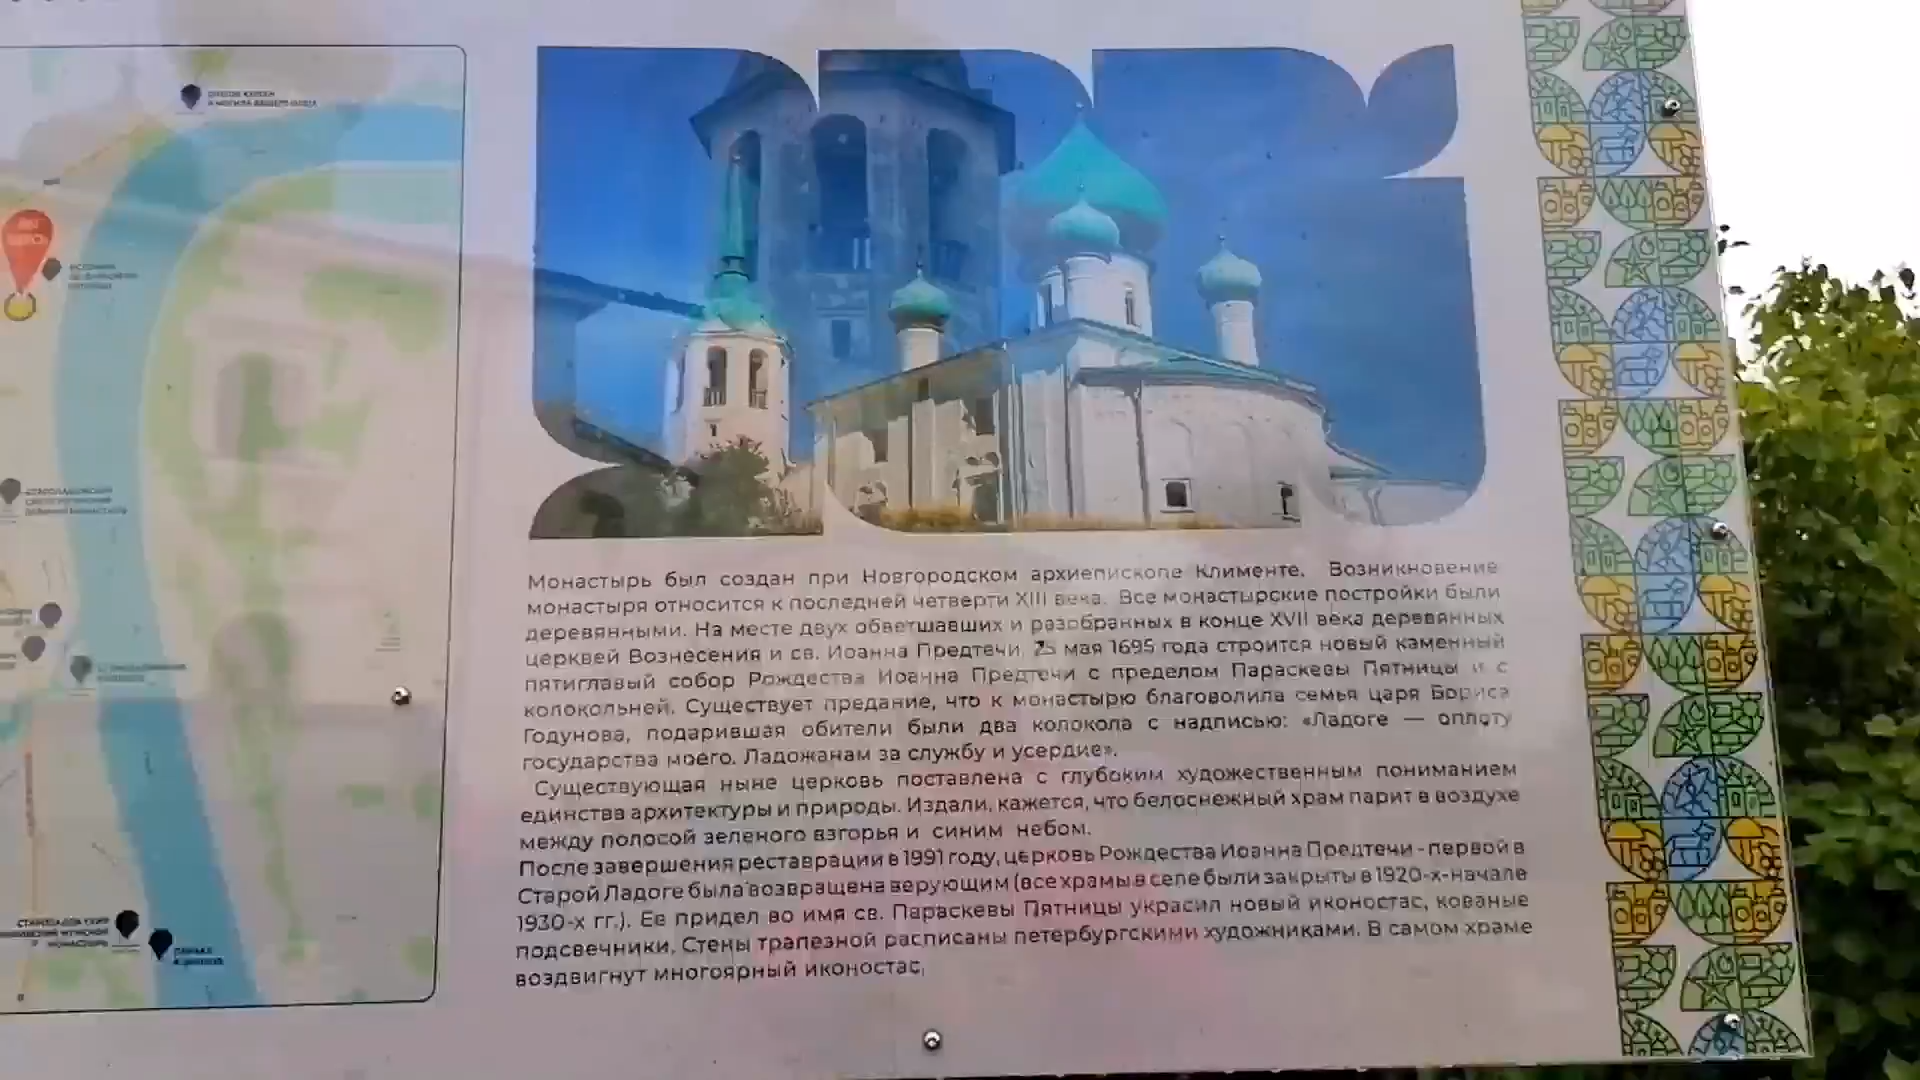 Монастырь был создан при Новгородском архиепископе Клименте. Возникновение
монастыря относится к последней четверти XIII века. Все монастырские постройки были
деревянными. На месте двух обветшавших и разобранных в конце XVII века деревянных
церквей Вознесения и св. Иоанна Предтечи, 25 мая 1695 года строится новый каменный
пятиглавый собор Рождества Иоанна Предтечи с пределом Параскевы Пятницы и с
колокольней. Существует предание, что к монастырю благоволила семья царя Бориса
Годунова, подарившая обители были два колокола с надписью: «Ладоге — оплоту
государства моего. Ладожанам за службу и усердие».
Существующая ныне церковь поставлена с глубоким художественным пониманием
единства архитектуры и природы. Издали, кажется, что белоснежный храм парит в воздухе
между полосой зеленого взгорья и синим небом.
После завершения реставрации в 1991 году, церковь Рождества Иоанна Предтечи - первой в
Старой Ладоге была возвращена верующим (все храмы в селе были закрыты в 1920-х-начале
1930-х гг.). Ее придел во имя св. Параскевы Пятницы украсил новый иконостас, кованые
подсвечники. Стены трапезной расписаны петербургскими художниками. В самом храме
воздвигнут многоярный иконостас.